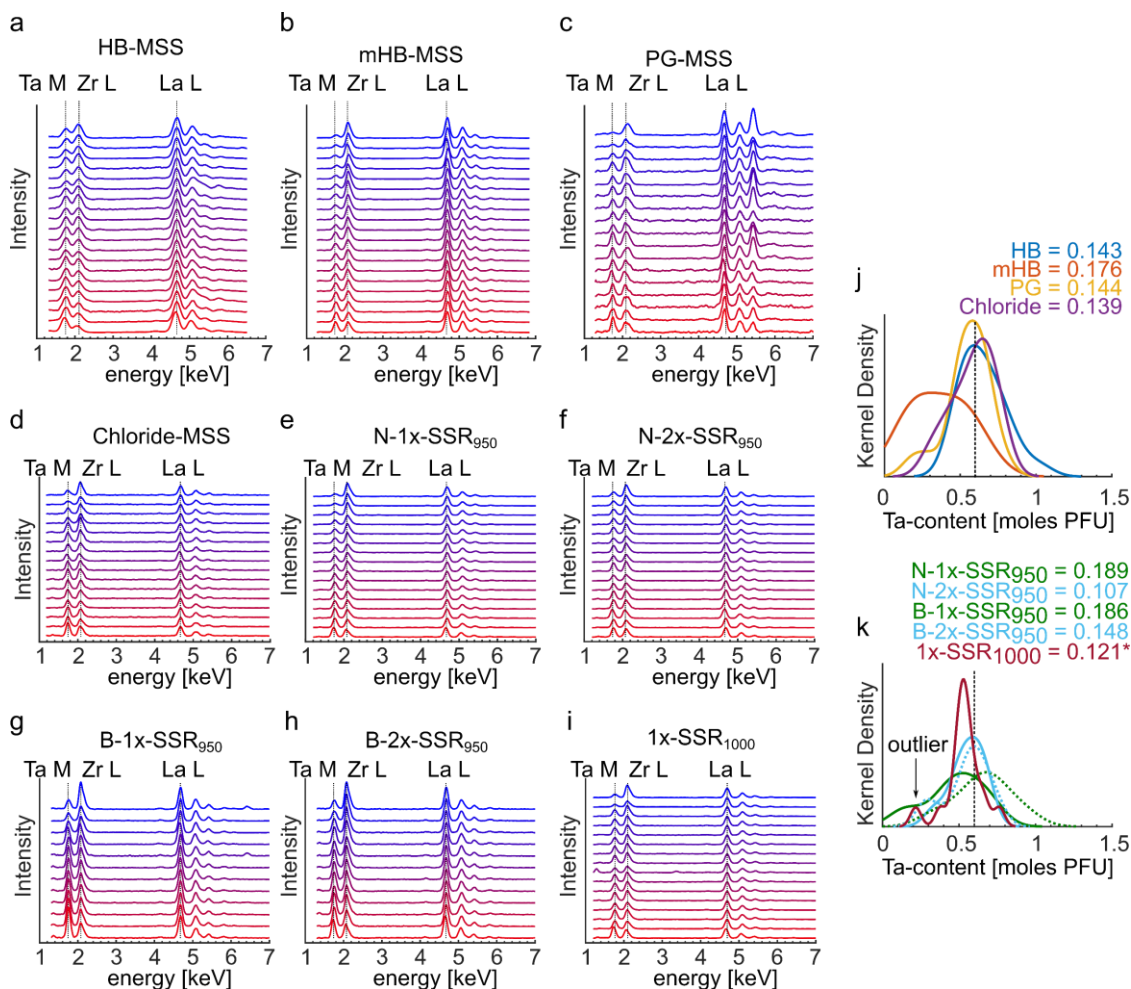 a
HB-MSS
Ta M Zr L La L
Intensity
1 2 3 4 5 6 7
energy [keV]
b
mHB-MSS
Ta M Zr L La L
Intensity
1 2 3 4 5 6 7
energy [keV]
c
PG-MSS
Ta M Zr L La L
Intensity
1 2 3 4 5 6 7
energy [keV]
d
Chloride-MSS
Ta M Zr L La L
Intensity
1 2 3 4 5 6 7
energy [keV]
e
N-1x-SSR950
Ta M Zr L La L
Intensity
1 2 3 4 5 6 7
energy [keV]
f
N-2x-SSR950
Ta M Zr L La L
Intensity
1 2 3 4 5 6 7
energy [keV]
g
B-1x-SSR950
Ta M Zr L La L
Intensity
1 2 3 4 5 6 7
energy [keV]
h
B-2x-SSR950
Ta M Zr L La L
Intensity
1 2 3 4 5 6 7
energy [keV]
i
1x-SSR1000
Ta M Zr L La L
Intensity
1 2 3 4 5 6 7
energy [keV]
j
HB = 0.143
mHB = 0.176
PG = 0.144
Chloride = 0.139
Kernel Density
0 0.5 1 1.5
Ta-content [moles PFU]
k
N-1x-SSR950 = 0.189
N-2x-SSR950 = 0.107
B-1x-SSR950 = 0.186
B-2x-SSR950 = 0.148
1x-SSR1000 = 0.121*
outlier
Kernel Density
0 0.5 1 1.5
Ta-content [moles PFU]